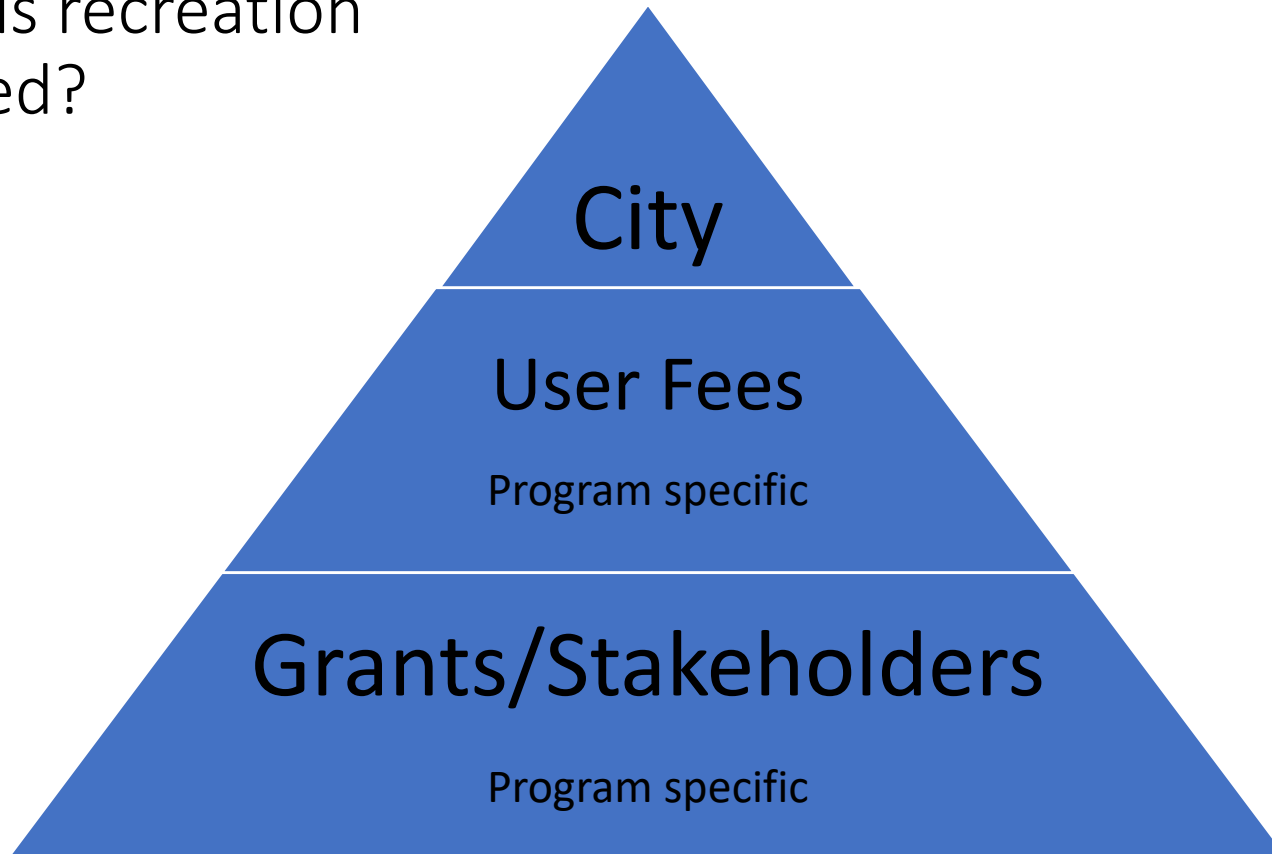 is recreation
ed?
City
User Fees
Program specific
Grants/Stakeholders
Program specific